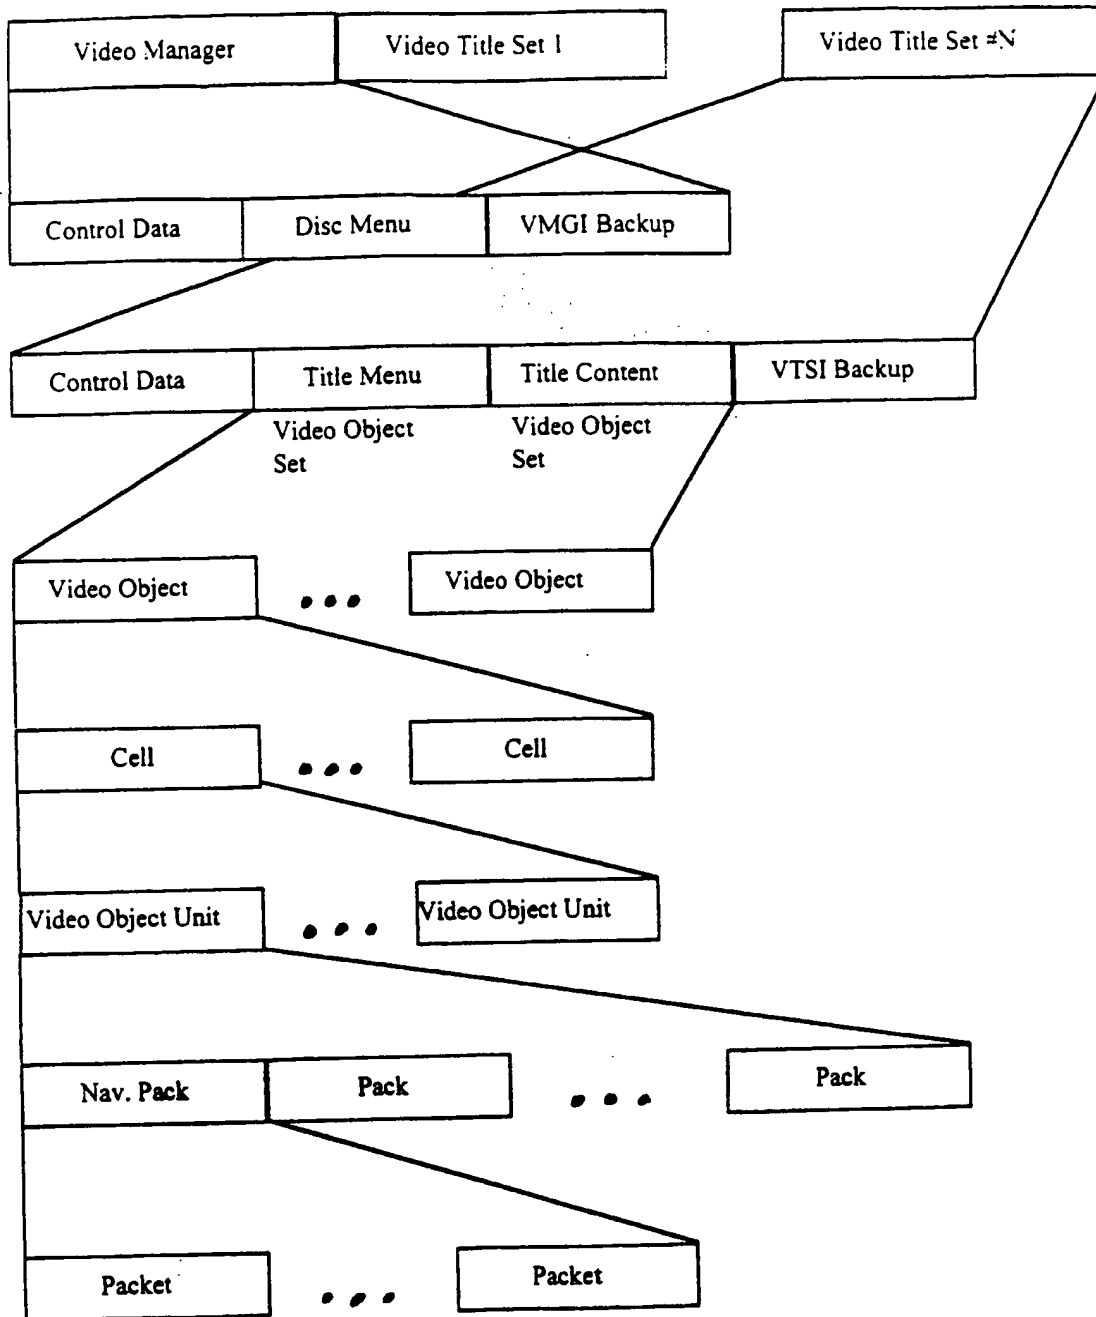 Video Manager
Video Title Set 1
Video Title Set #N
Control Data
Disc Menu
VMGI Backup
Control Data
Title Menu
Title Content
VTSI Backup
Video Object
Set
Video Object
Set
Video Object
Video Object
Cell
Cell
Video Object Unit
Video Object Unit
Nav. Pack
Pack
Pack
Packet
Packet